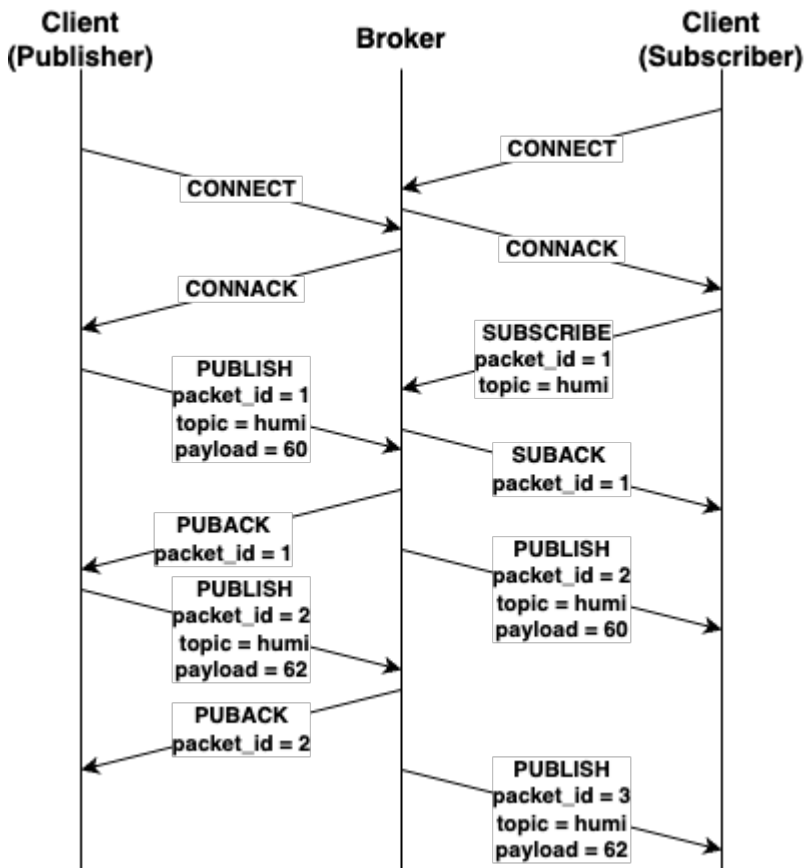 Client
(Publisher)
Broker
Client
(Subscriber)
CONNECT
CONNECT
CONNACK
CONNACK
SUBSCRIBE
packet_id = 1
topic = humi
PUBLISH
packet_id = 1
topic = humi
payload = 60
SUBACK
packet_id = 1
PUBACK
packet_id = 1
PUBLISH
packet_id = 2
topic = humi
payload = 60
PUBLISH
packet_id = 2
topic = humi
payload = 62
PUBACK
packet_id = 2
PUBLISH
packet_id = 3
topic = humi
payload = 62